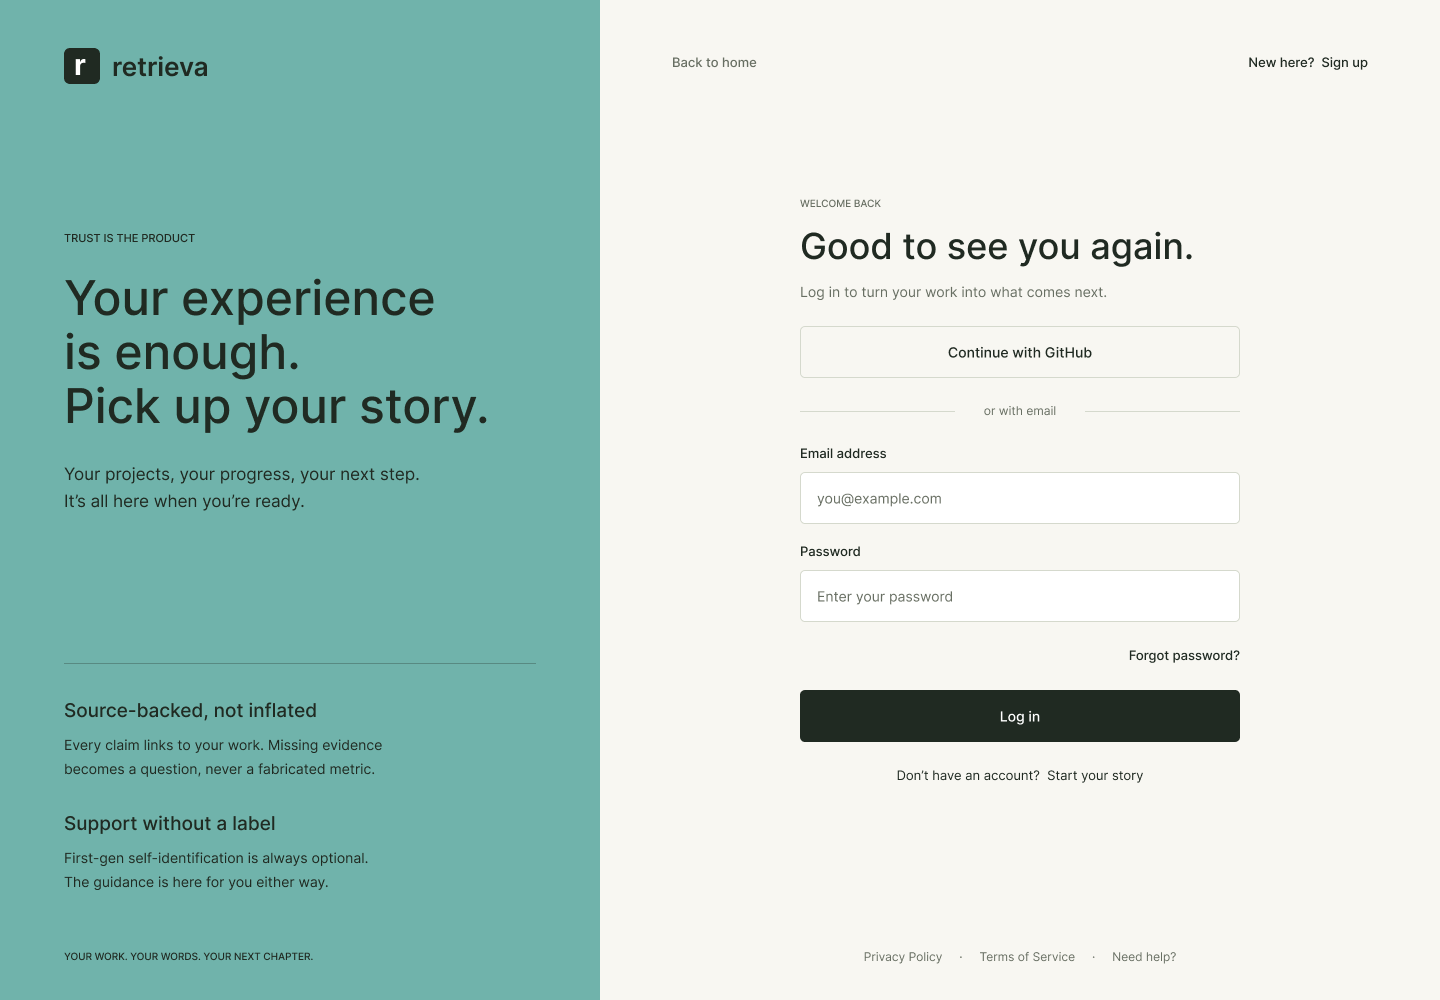 r retrieva
TRUST IS THE PRODUCT
Your experience
is enough.
Pick up your story.
Your projects, your progress, your next step.
It’s all here when you’re ready.
Source-backed, not inflated
Every claim links to your work. Missing evidence
becomes a question, never a fabricated metric.
Support without a label
First-gen self-identification is always optional.
The guidance is here for you either way.
YOUR WORK. YOUR WORDS. YOUR NEXT CHAPTER.
Back to home
New here? Sign up
WELCOME BACK
Good to see you again.
Log in to turn your work into what comes next.
Continue with GitHub
or with email
Email address
you@example.com
Password
Enter your password
Forgot password?
Log in
Don’t have an account? Start your story
Privacy Policy · Terms of Service · Need help?